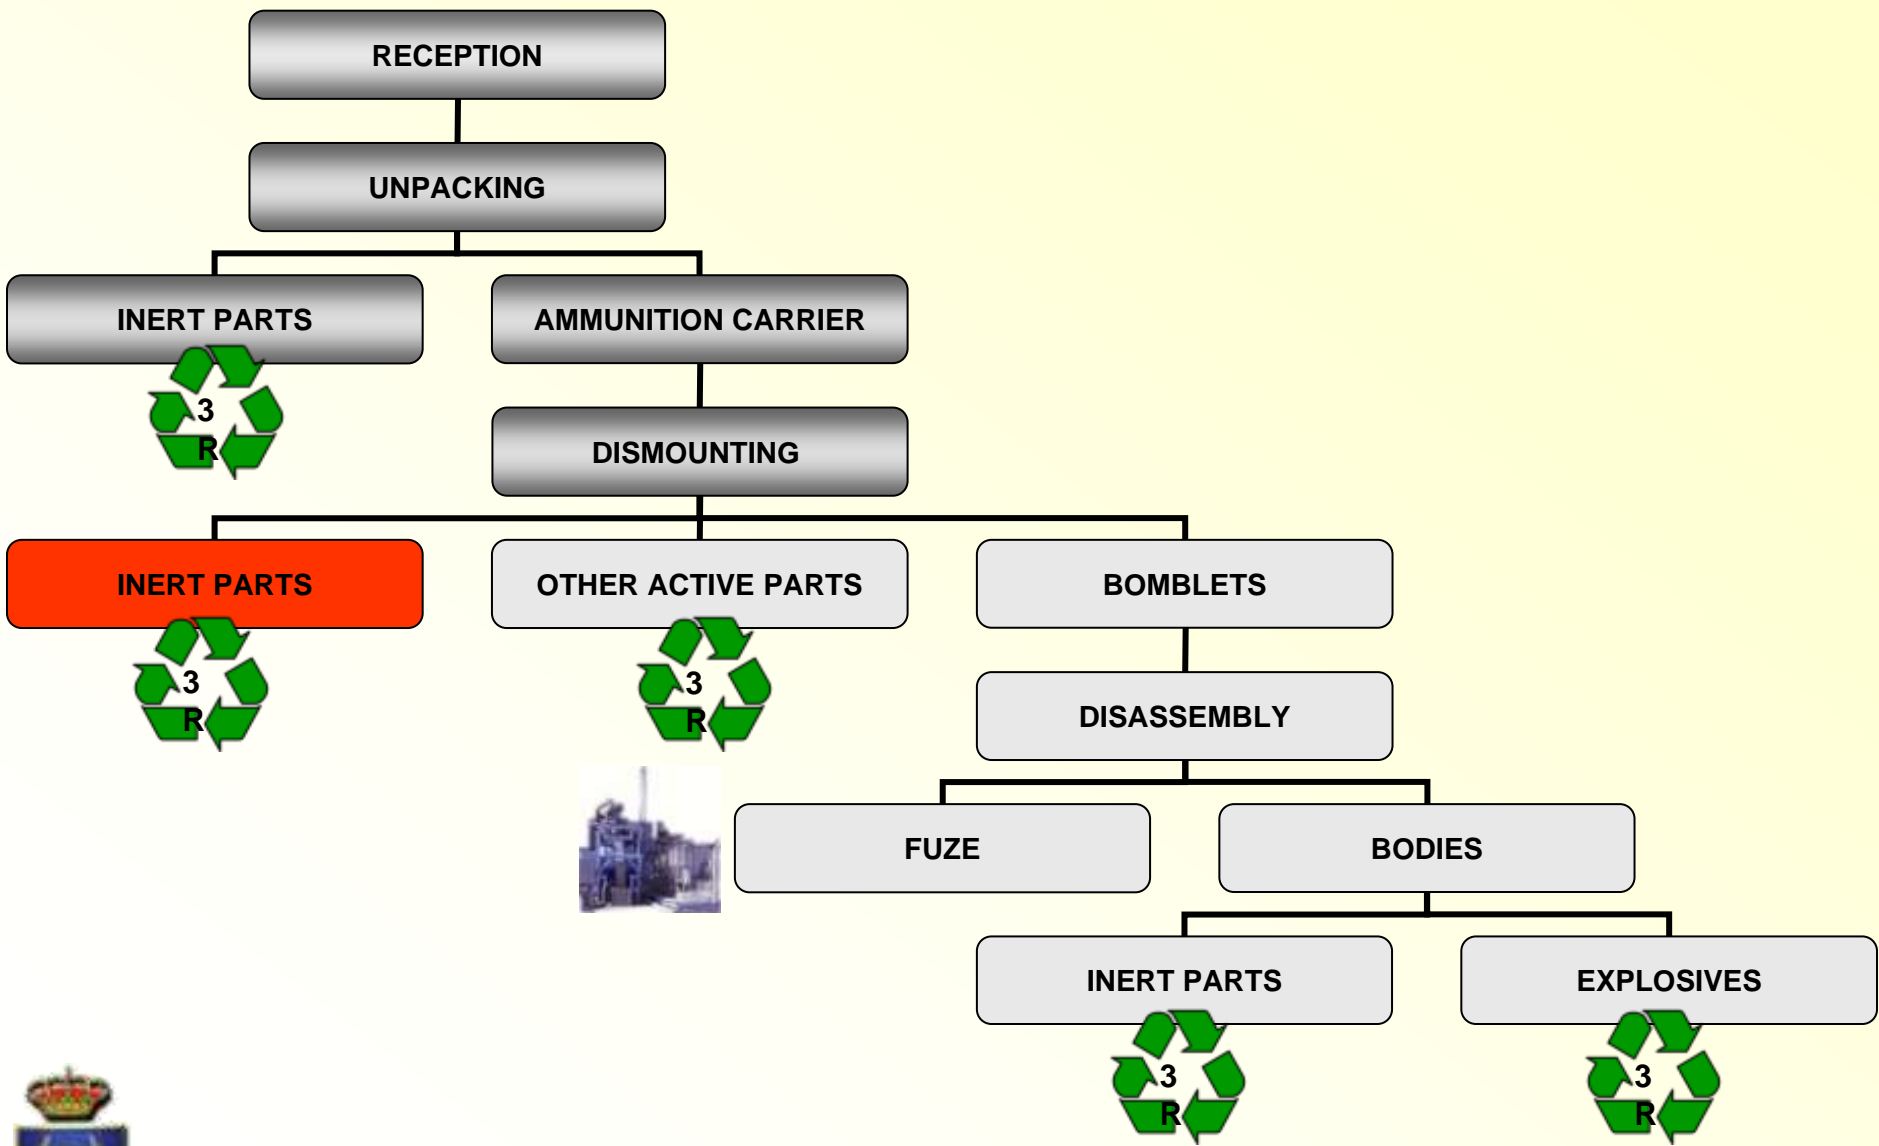 RECEPTION
UNPACKING
INERT PARTS
AMMUNITION CARRIER
3
R
DISMOUNTING
INERT PARTS
OTHER ACTIVE PARTS
BOMBLETS
3
R
3
R
DISASSEMBLY
FUZE
BODIES
INERT PARTS
EXPLOSIVES
3
R
3
R